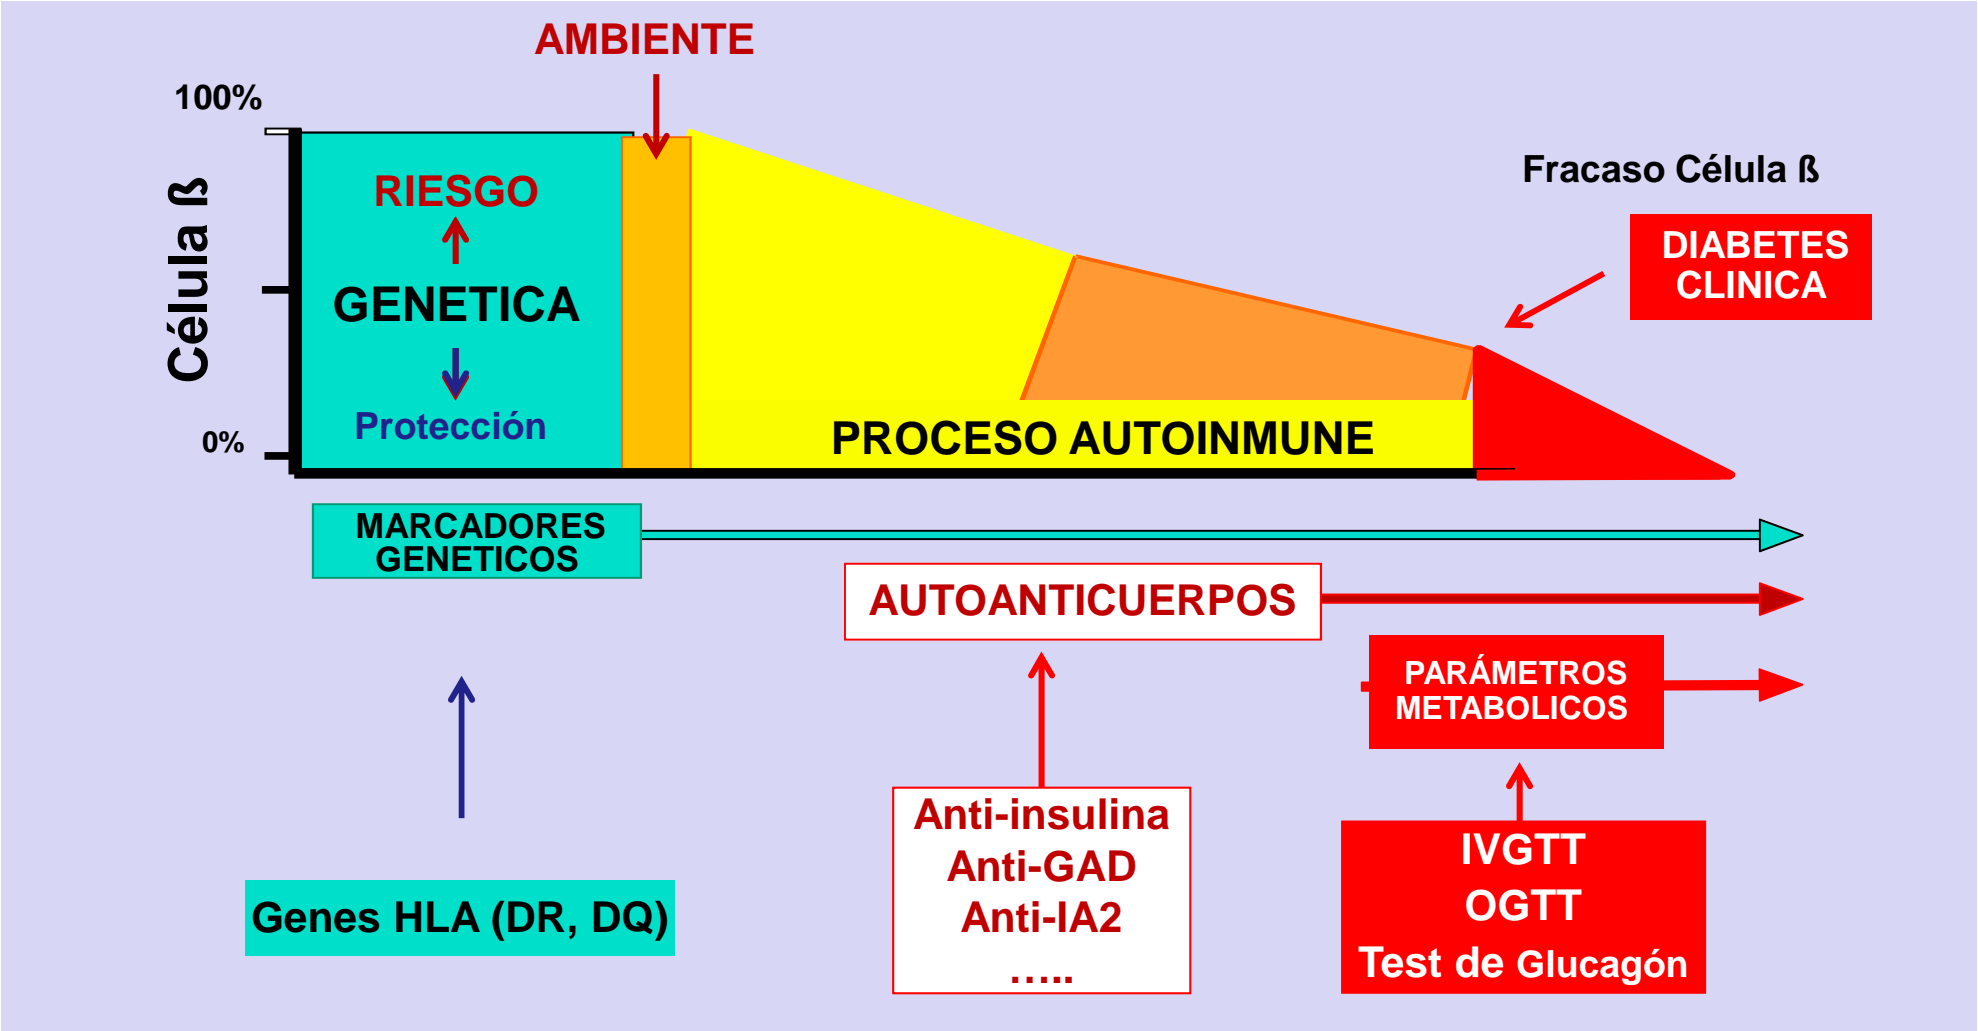 AMBIENTE
100%
Célula ß
0%
RIESGO
GENETICA
Protección
Fracaso Célula ß
DIABETES
CLINICA
PROCESO AUTOINMUNE
MARCADORES
GENETICOS
AUTOANTICUERPOS
PARÁMETROS
METABOLICOS
Genes HLA (DR, DQ)
Anti-insulina
Anti-GAD
Anti-IA2
…..
IVGTT
OGTT
Test de Glucagón